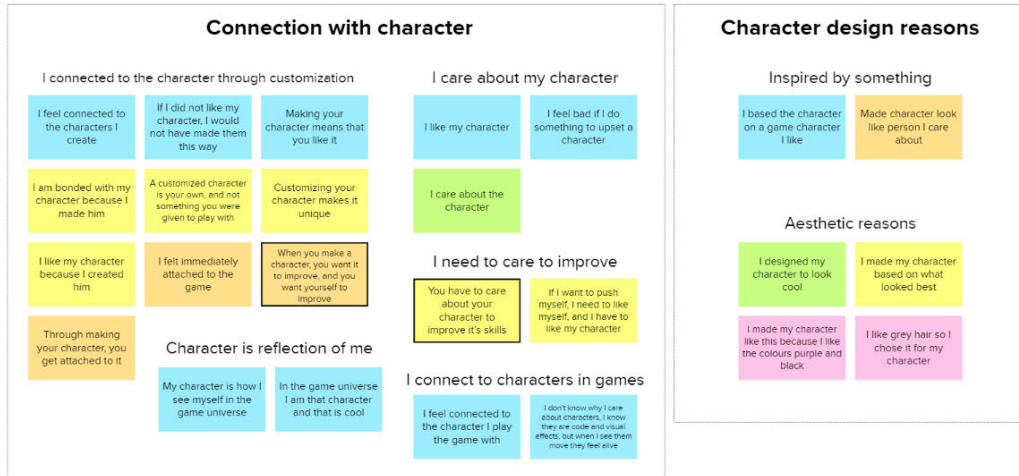 Connection with character
I connected to the character through customization
I feel connected to
the characters I
create
If I did not like my
character, I would
not have made them
this way
Making your
character means that
you like it
I am bonded with my
character because I
made him
A customized character
is your own, and not
something you were
given to play with
Customizing your
character makes it
unique
I like my character
because I created
him
I felt immediately
attached to the
game
When you make a
character, you want it
to improve, and you
want yourself to
improve
Through making
your character, you
get attached to it
Character is reflection of me
My character is how I
see myself in the
game universe
In the game universe
I am that character
and that is cool
I care about my character
I like my character
I feel bad if I do
something to upset a
character
I care about the
character
I need to care to improve
You have to care
about your
character to
improve it's skills
If I want to push
myself, I need to like
myself, and I have to
like my character
I connect to characters in games
I feel connected to
the character I play
the game with
I don't know why I care
about characters, I know
they are code and visual
effects, but when I see them
move they feel alive
Character design reasons
Inspired by something
I based the character
on a game character I
like
Made character look
like person I care
about
Aesthetic reasons
I designed my
character to look
cool
I made my character
based on what
looked best
I made my character
like this because I like
the colours purple and
black
I like grey hair so I
chose it for my
character